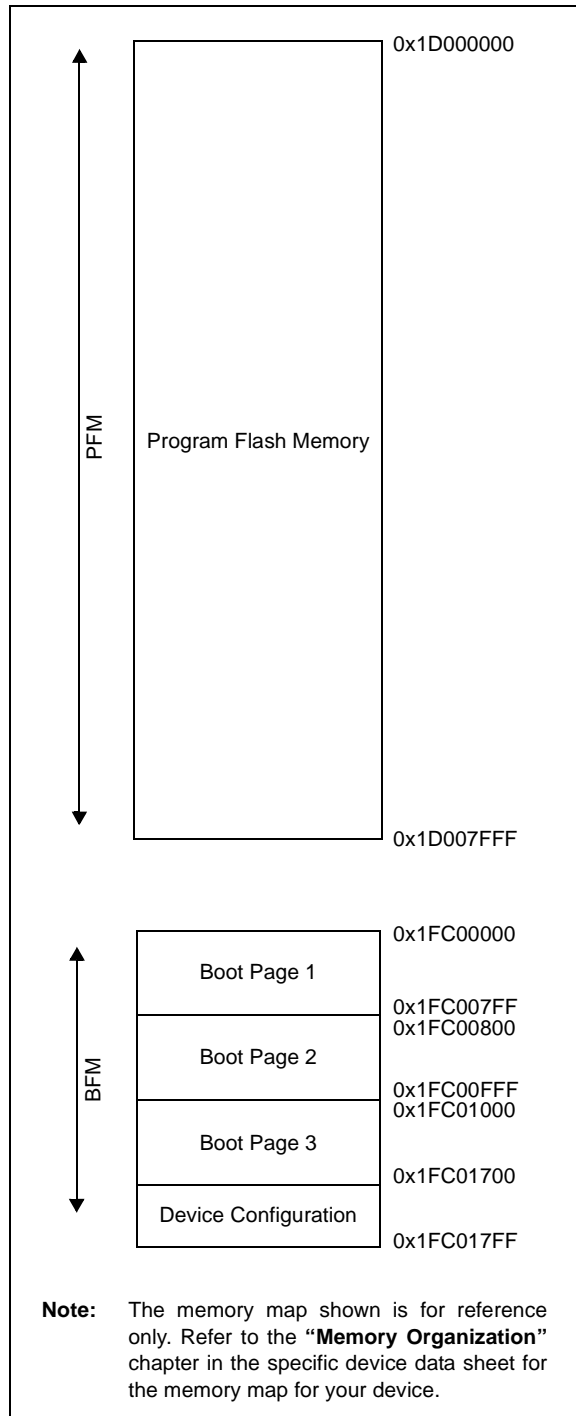 0x1D000000
PFM
Program Flash Memory
0x1D007FFF
0x1FC00000
BFM
Boot Page 1
0x1FC007FF
0x1FC00800
Boot Page 2
0x1FC00FFF
0x1FC01000
Boot Page 3
0x1FC01700
Device Configuration
0x1FC017FF
Note: The memory map shown is for reference
only. Refer to the “Memory Organization”
chapter in the specific device data sheet for
the memory map for your device.